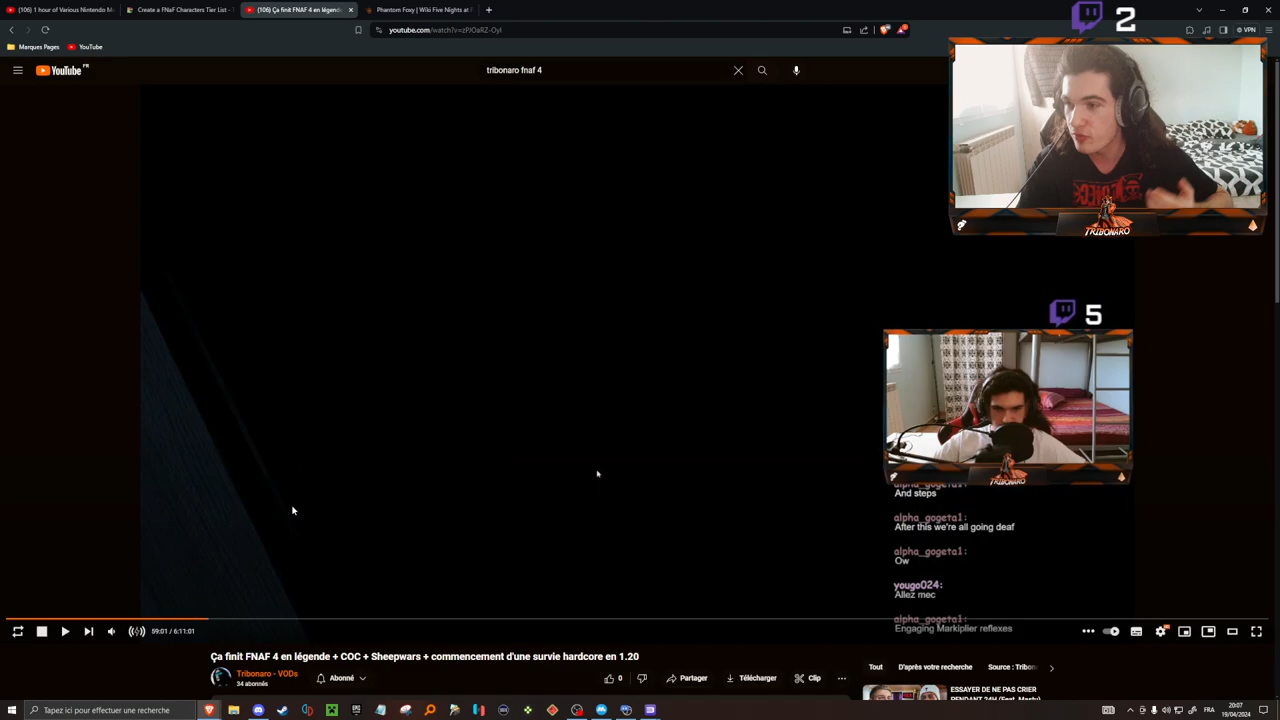 (106) 1 hour of Various Nintendo M
Create a FNaF Characters Tier List -
(106) Ça finit FNAF 4 en légende
Phantom Foxy | Wiki Five Nights at F
2
youtube.com/watch?v=zPJOaRZ-OyI
VPN
Marques Pages
YouTube
YouTube FR
tribonaro fnaf 4
TRIBONARO
5
TRIBONARO
alpha_gogeta1:
And steps
alpha_gogeta1:
After this we're all going deaf
alpha_gogeta1:
Ow
yougo024:
Allez mec
alpha_gogeta1:
Engaging Markiplier reflexes
59:01 / 6:11:01
Ça finit FNAF 4 en légende + COC + Sheepwars + commencement d'une survie hardcore en 1.20
Tribonaro - VODs
34 abonnés
Abonné
0
Partager
Télécharger
Clip
Tout
D'après votre recherche
Source : Tribon
ESSAYER DE NE PAS CRIER
PENDANT 24H (Feat. Mastu)
Tapez ici pour effectuer une recherche
FRA
20:07
19/04/2024